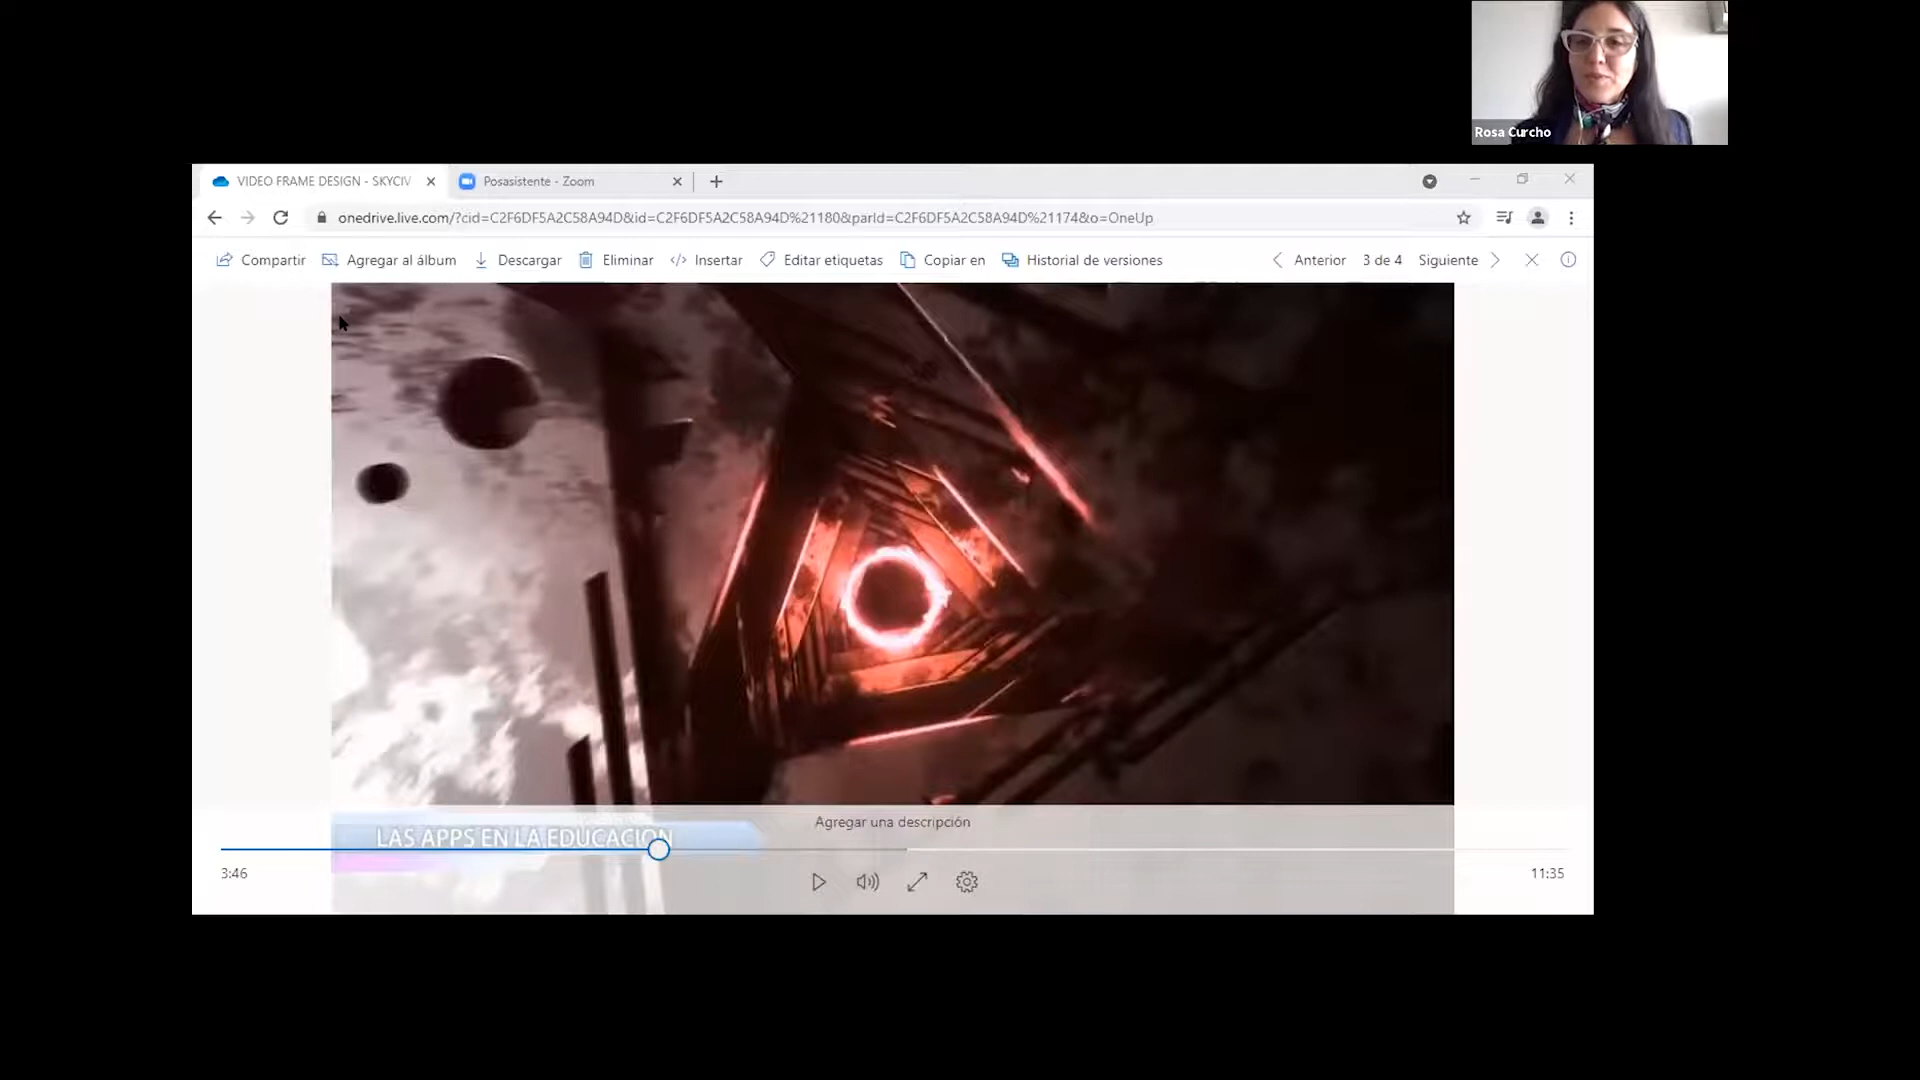 Rosa Curcho
VIDEO FRAME DESIGN - SKYCIV
Posasistente - Zoom
onedrive.live.com/?cid=C2F6DF5A2C58A94D&id=C2F6DF5A2C58A94D%21180&parId=C2F6DF5A2C58A94D%21174&o=OneUp
Compartir Agregar al álbum Descargar Eliminar Insertar Editar etiquetas Copiar en Historial de versiones Anterior 3 de 4 Siguiente
Agregar una descripción
LAS APPS EN LA EDUCACION
3:46
11:35